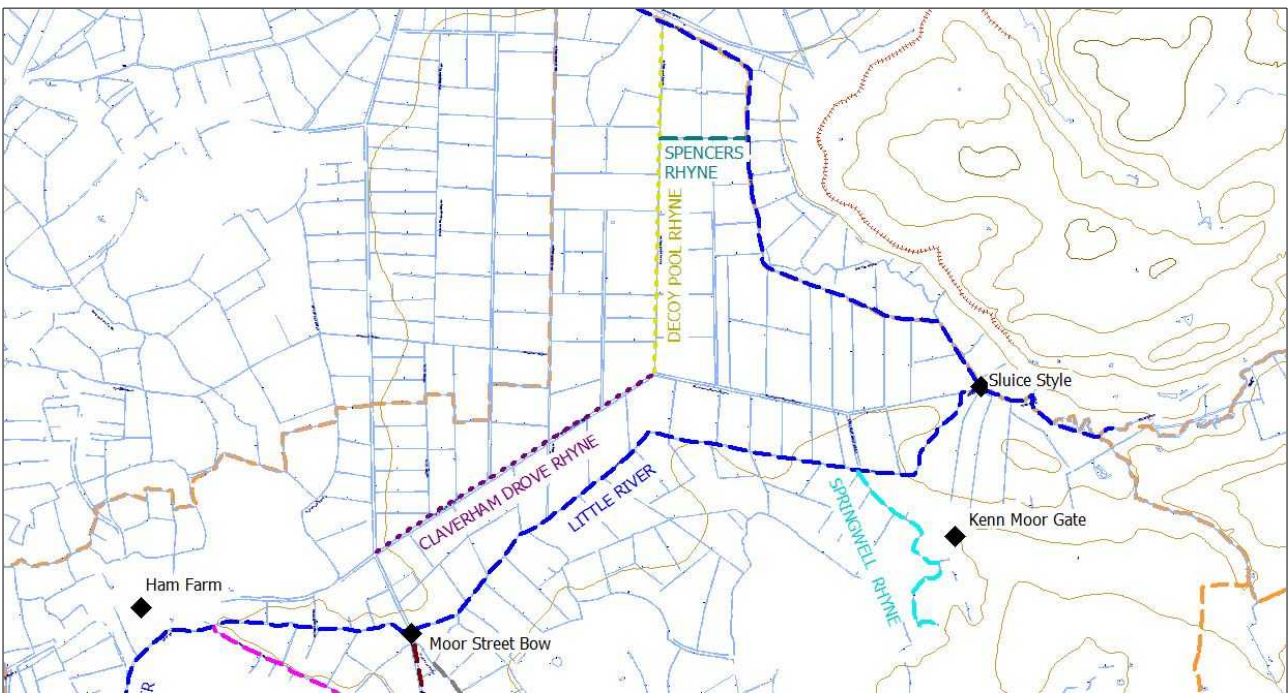 SPENCERS
RHYNE
DECOY POOL RHYNE
Sluice Style
CLAVERHAM DROVE RHYNE
LITTLE RIVER
SPRINGWELL RHYNE
Kenn Moor Gate
Ham Farm
Moor Street Bow